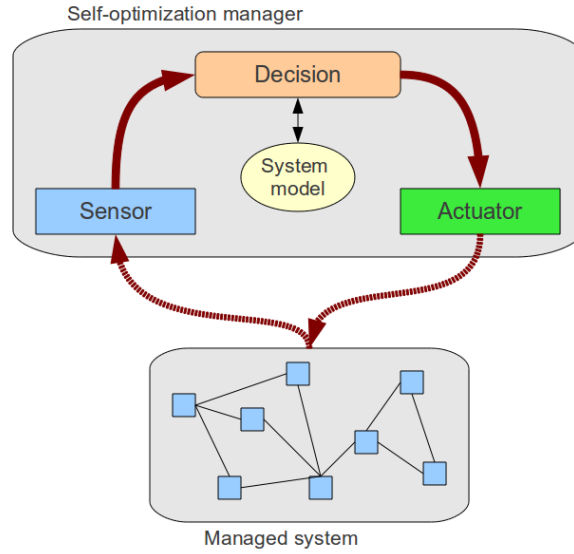 Self-optimization manager
Decision
System
model
Sensor
Actuator
Managed system